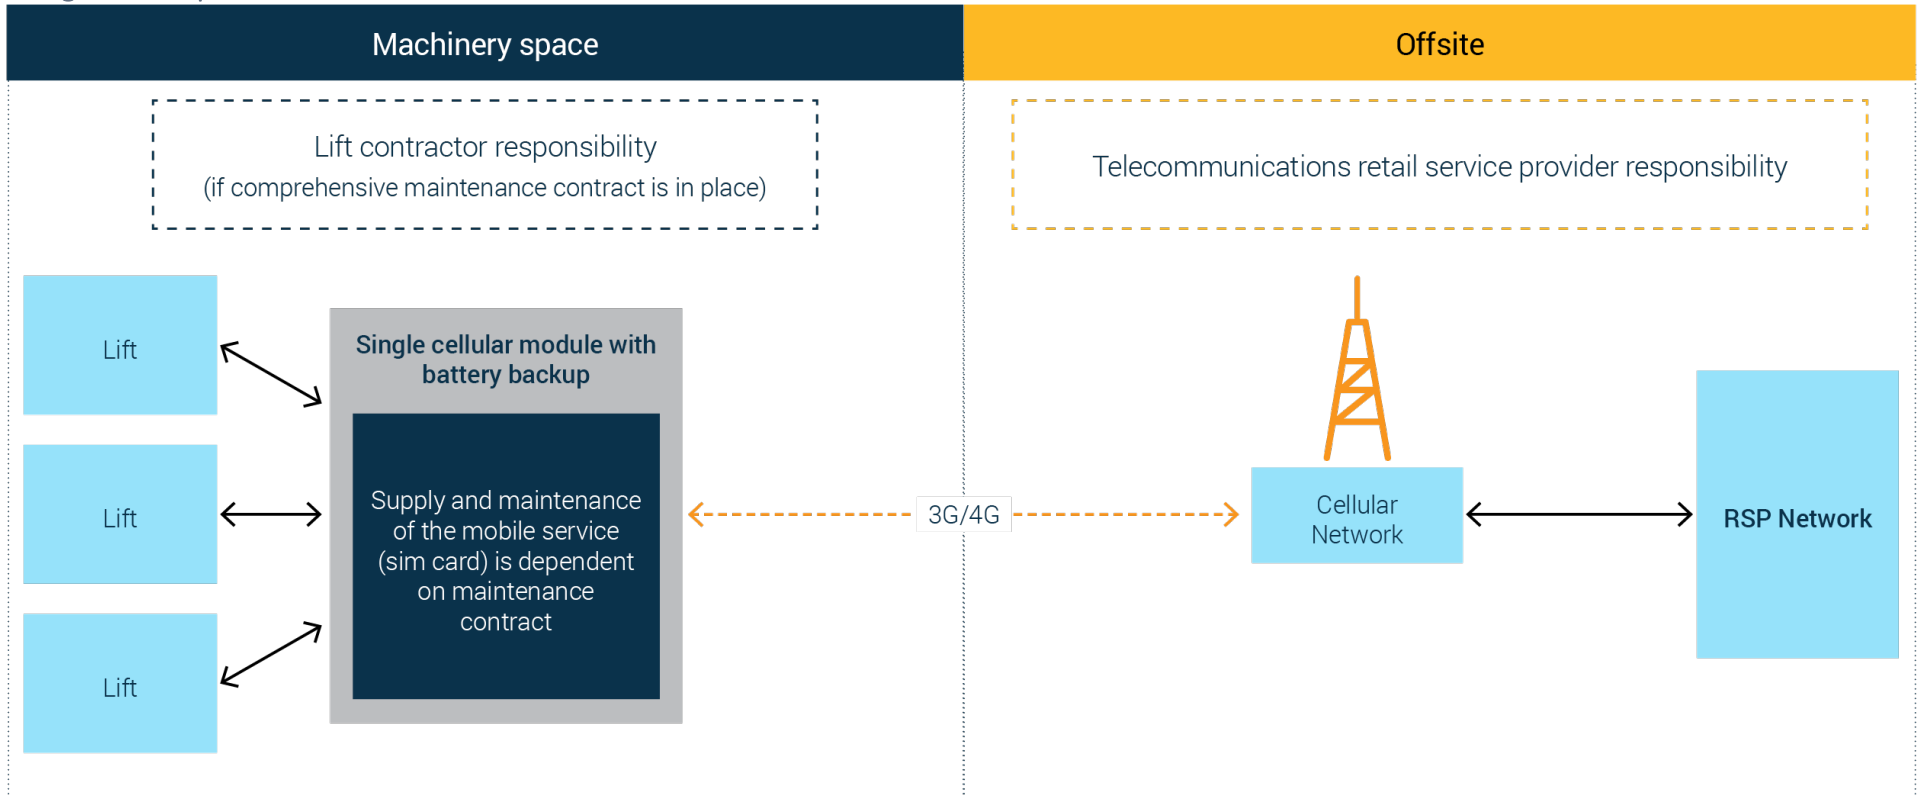 Machinery space
Offsite
Lift contractor responsibility
(if comprehensive maintenance contract is in place)
Telecommunications retail service provider responsibility
Lift
Lift
Lift
Single cellular module with
battery backup
Supply and maintenance
of the mobile service
(sim card) is dependent
on maintenance
contract
3G/4G
Cellular
Network
RSP Network